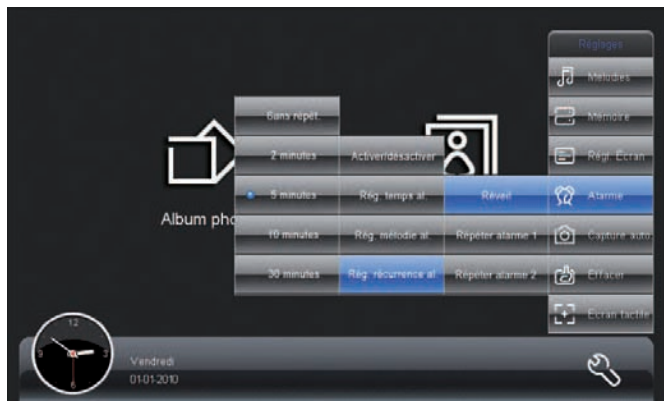 Réglages
Mélodies
Mémoire
Régl. Écran
Alarme
Capture auto.
Effacer
Écran tactile
Réveil
Répéter alarme 1
Répéter alarme 2
Activer/désactiver
Rég. temps al.
Rég. mélodie al.
Rég. récurrence al.
Sans répét.
2 minutes
5 minutes
10 minutes
30 minutes
Album pho
12
3
6
9
Vendredi
01-01-2010